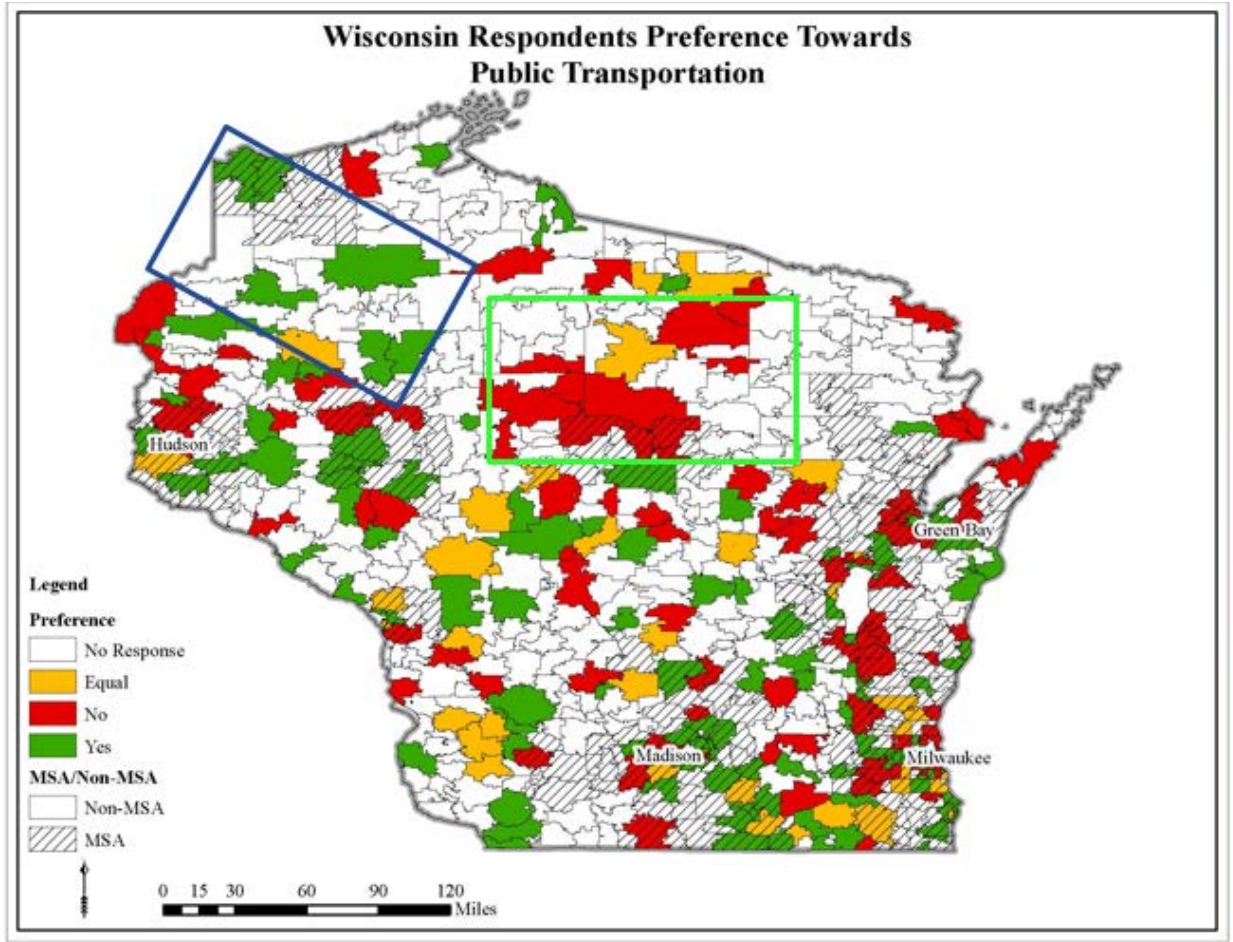 Wisconsin Respondents Preference Towards
Public Transportation
Hudson
Green Bay
Legend
Preference
No Response
Equal
No
Yes
MSA/Non-MSA
Non-MSA
MSA
Madison
Milwaukee
0 15 30 60 90 120
Miles